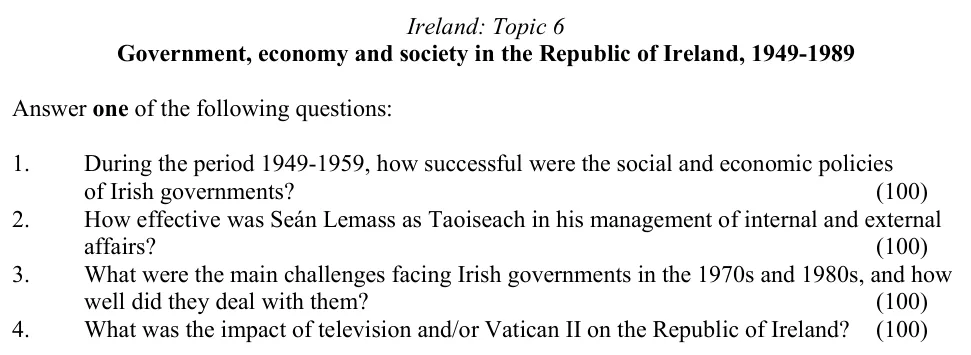 Ireland: Topic 6
Government, economy and society in the Republic of Ireland, 1949-1989
Answer one of the following questions:
1. During the period 1949-1959, how successful were the social and economic policies
of Irish governments? (100)
2. How effective was Seán Lemass as Taoiseach in his management of internal and external
affairs? (100)
3. What were the main challenges facing Irish governments in the 1970s and 1980s, and how
well did they deal with them? (100)
4. What was the impact of television and/or Vatican II on the Republic of Ireland? (100)